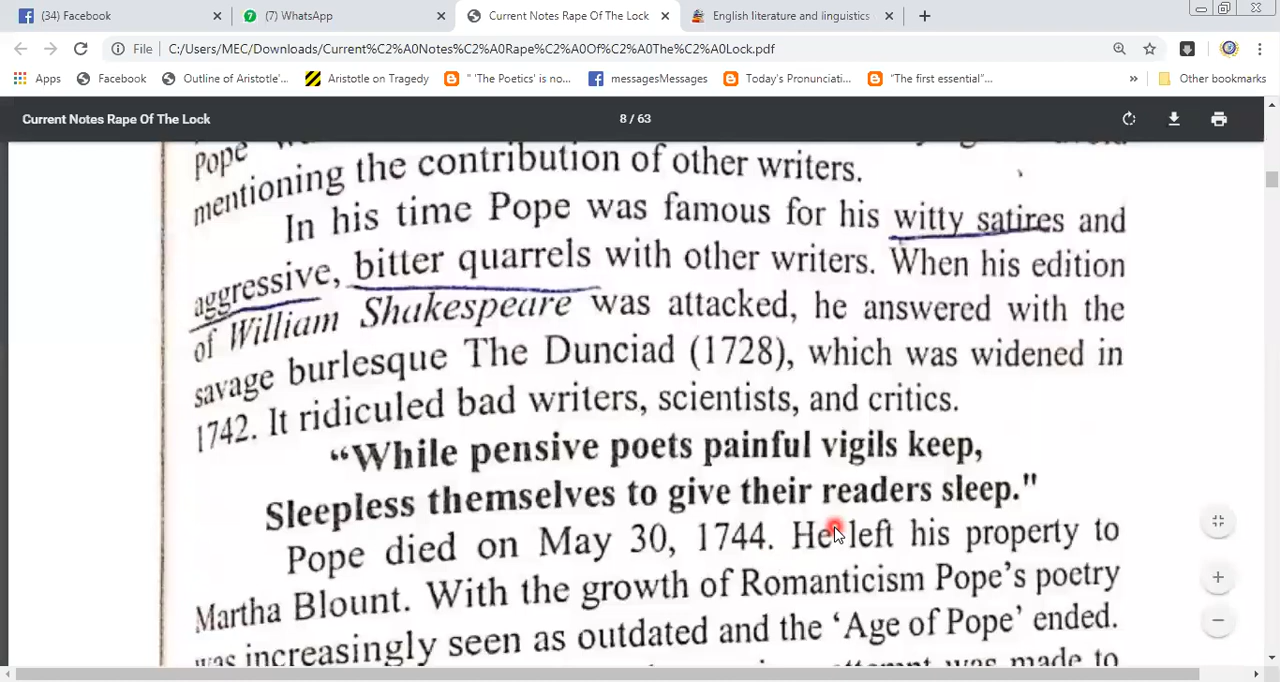 (34) Facebook
(7) WhatsApp
Current Notes Rape Of The Lock
English literature and linguistics
File
C:/Users/MEC/Downloads/Current%C2%A0Notes%C2%A0Rape%C2%A0Of%C2%A0The%C2%A0Lock.pdf
Apps
Facebook
Outline of Aristotle'...
Aristotle on Tragedy
" 'The Poetics' is no...
messagesMessages
Today's Pronunciati...
"The first essential"...
»
Other bookmarks
Current Notes Rape Of The Lock
8 / 63
Pope
mentioning the contribution of other writers.
In his time Pope was famous for his witty satires and
aggressive, bitter quarrels with other writers. When his edition
of William Shakespeare was attacked, he answered with the
savage burlesque The Dunciad (1728), which was widened in
1742. It ridiculed bad writers, scientists, and critics.
“While pensive poets painful vigils keep,
Sleepless themselves to give their readers sleep."
Pope died on May 30, 1744. He left his property to
Martha Blount. With the growth of Romanticism Pope’s poetry
was increasingly seen as outdated and the ‘Age of Pope’ ended.
attempt was made to